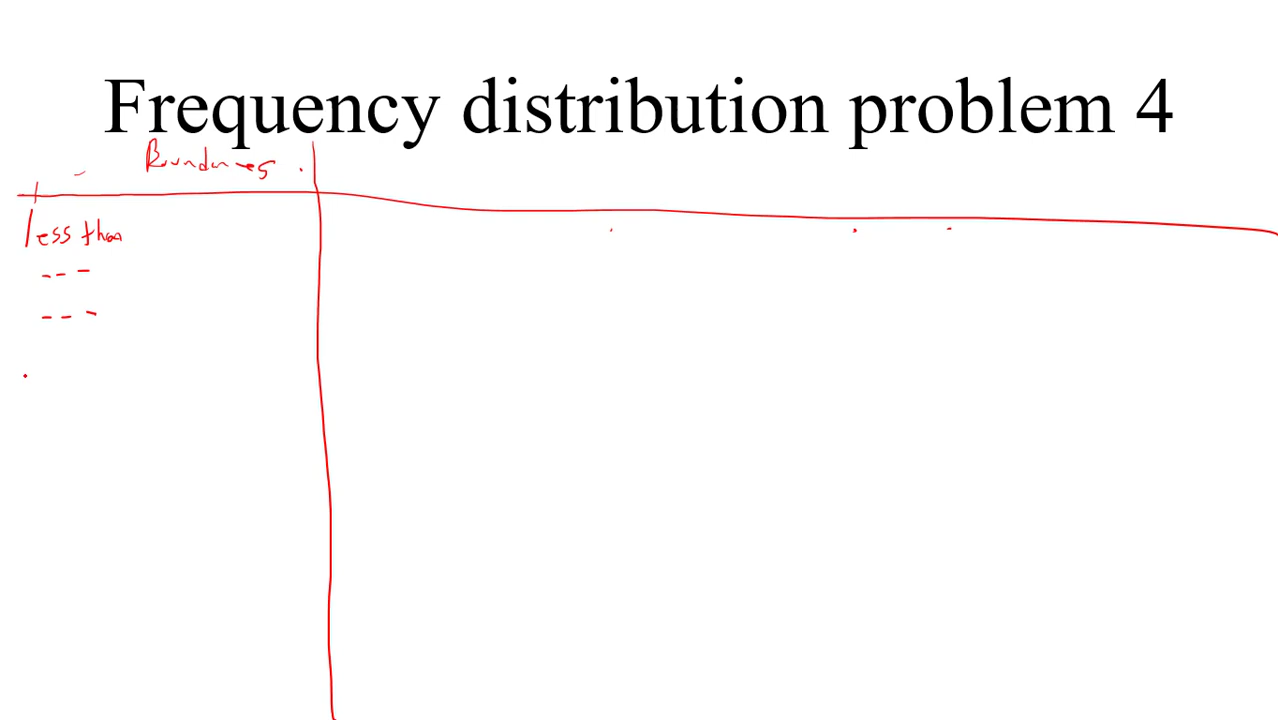 Frequency distribution problem 4
Boundaries
less than
---
---